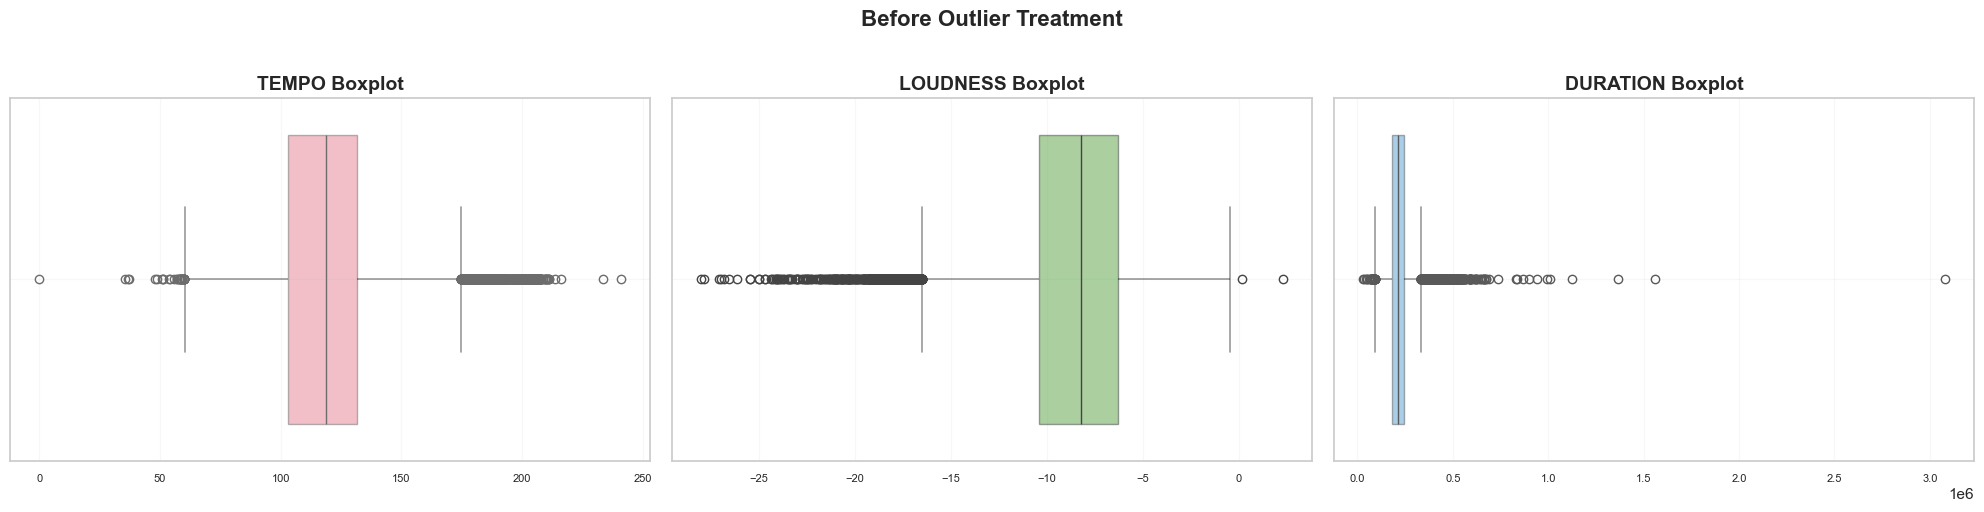 Before Outlier Treatment
TEMPO Boxplot
0 50 100 150 200 250
LOUDNESS Boxplot
−25 −20 −15 −10 −5 0
DURATION Boxplot
0.0 0.5 1.0 1.5 2.0 2.5 3.0
1e6